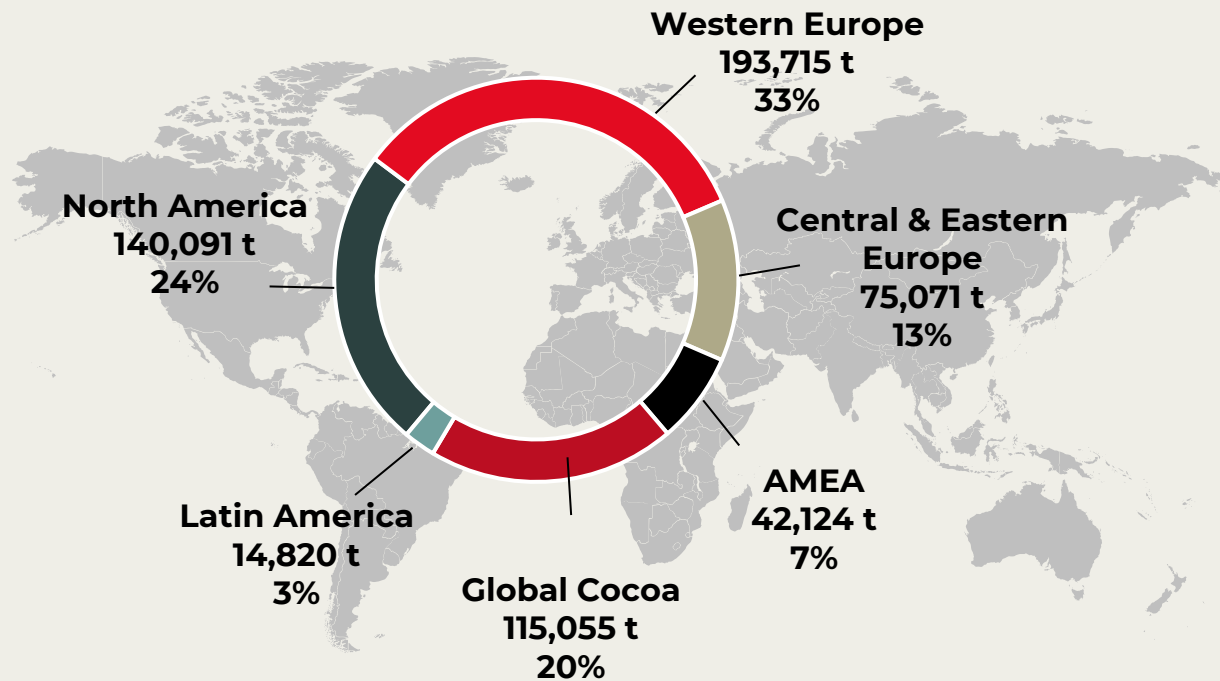 Western Europe
193,715 t
33%
North America
140,091 t
24%
Central & Eastern
Europe
75,071 t
13%
AMEA
42,124 t
7%
Latin America
14,820 t
3%
Global Cocoa
115,055 t
20%